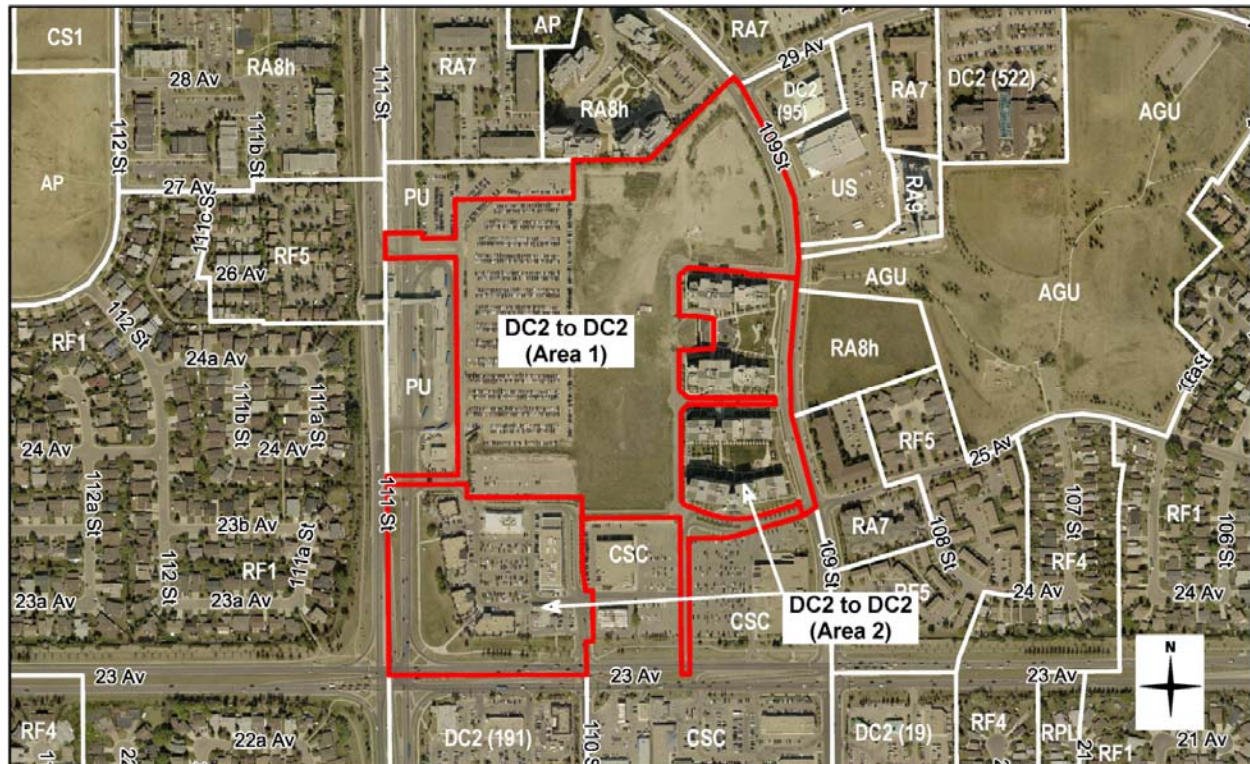 CS1
AP
RA7
29 Av
DC2 (522)
28 Av
RA8h
111 St
RA7
DC2
(95)
RA7
AGU
112 St
111b St
RA8h
109St
AP
27 Av
PU
US
RA9
111c St
RF5
26 Av
AGU
AGU
DC2 to DC2
(Area 1)
112 St
RF1
24a Av
PU
RA8h
111b St
111a St
24 Av
24 Av
RF5
25 Av
112a St
111 St
107 St
RF1
106 St
23b Av
112 St
RF1
111a St
CSC
RA7
108 St
109 St
RF4
23a Av
23a Av
RF5
24 Av
24 Av
DC2 to DC2
(Area 2)
CSC
N
23 Av
23 Av
23 Av
RF4
22a Av
DC2 (191)
CSC
DC2 (19)
RF4
RPL
RF1
21 Av